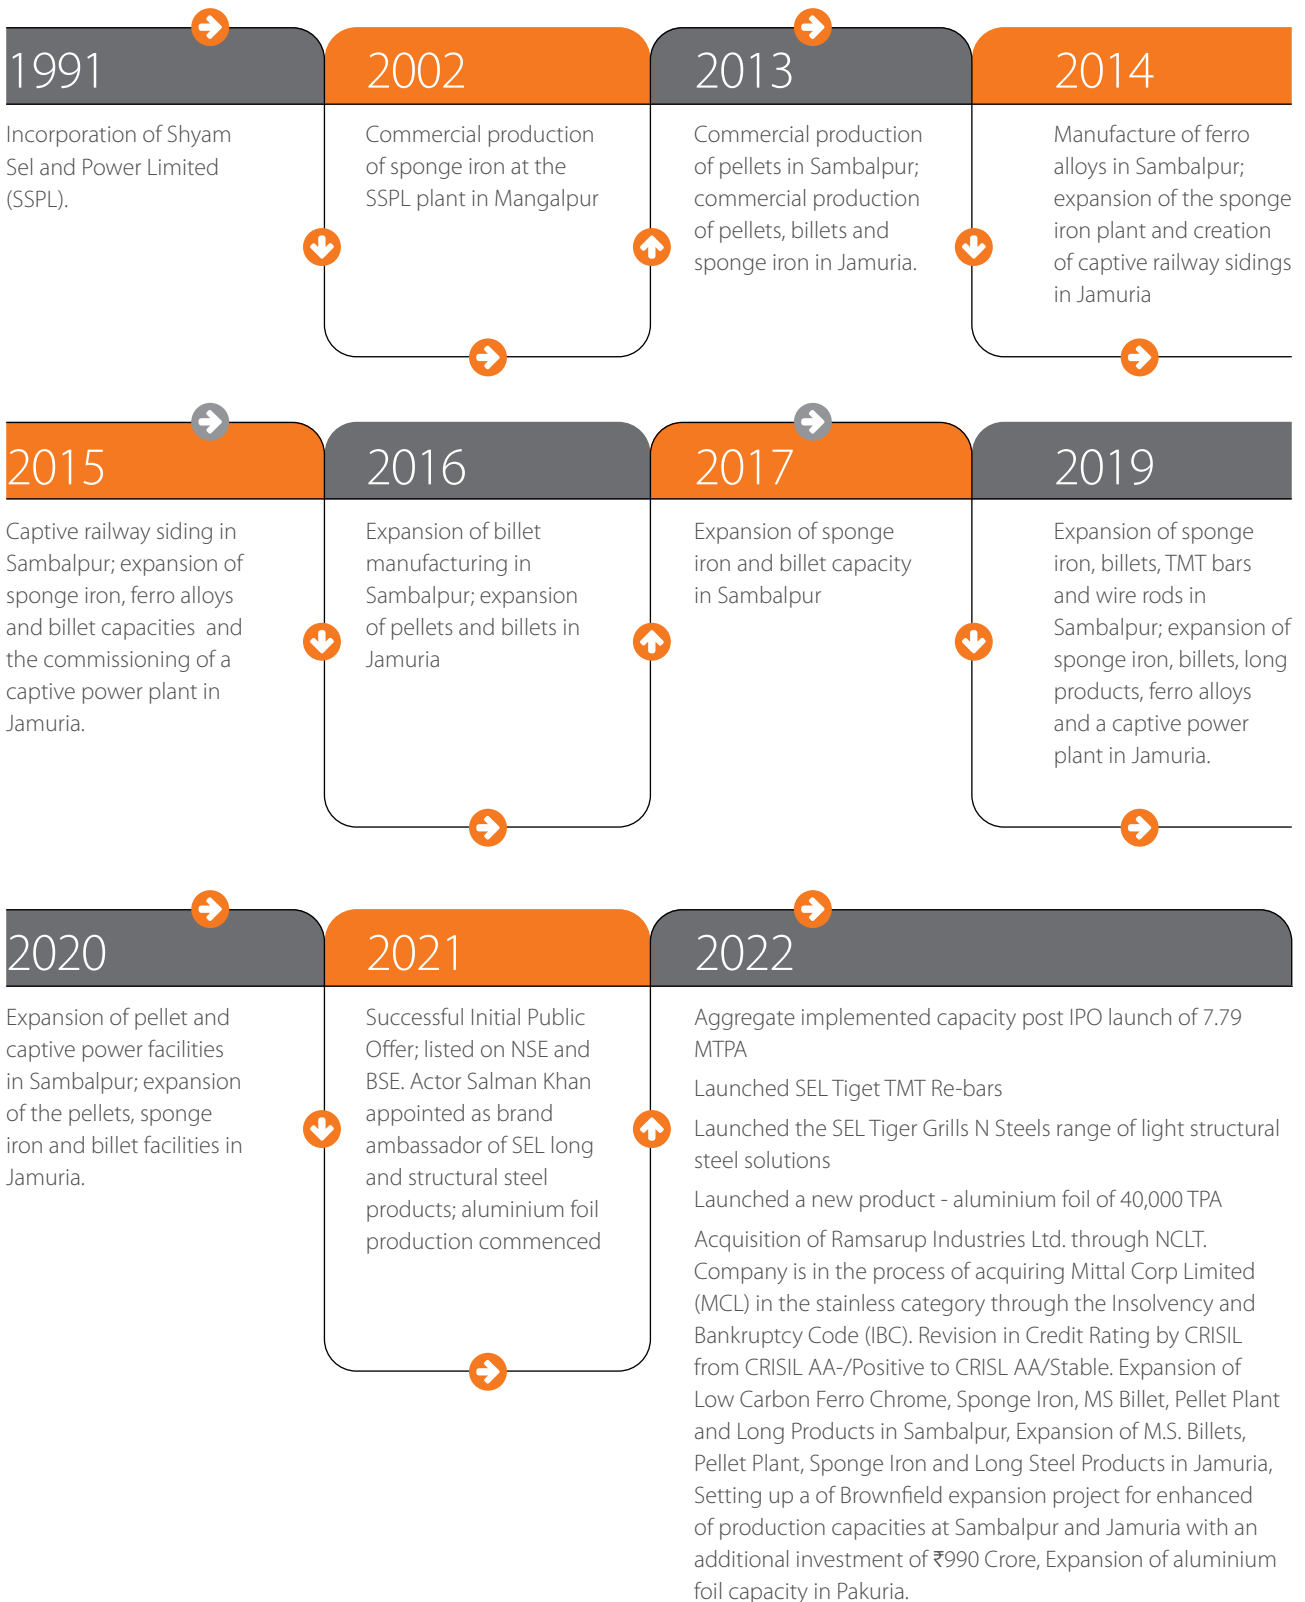 1991
Incorporation of Shyam
Sel and Power Limited
(SSPL).
2002
Commercial production
of sponge iron at the
SSPL plant in Mangalpur
2013
Commercial production
of pellets in Sambalpur;
commercial production
of pellets, billets and
sponge iron in Jamuria.
2014
Manufacture of ferro
alloys in Sambalpur;
expansion of the sponge
iron plant and creation
of captive railway sidings
in Jamuria
2015
Captive railway siding in
Sambalpur; expansion of
sponge iron, ferro alloys
and billet capacities and
the commissioning of a
captive power plant in
Jamuria.
2016
Expansion of billet
manufacturing in
Sambalpur; expansion
of pellets and billets in
Jamuria
2017
Expansion of sponge
iron and billet capacity
in Sambalpur
2019
Expansion of sponge
iron, billets, TMT bars
and wire rods in
Sambalpur; expansion of
sponge iron, billets, long
products, ferro alloys
and a captive power
plant in Jamuria.
2020
Expansion of pellet and
captive power facilities
in Sambalpur; expansion
of the pellets, sponge
iron and billet facilities in
Jamuria.
2021
Successful Initial Public
Offer; listed on NSE and
BSE. Actor Salman Khan
appointed as brand
ambassador of SEL long
and structural steel
products; aluminium foil
production commenced
2022
Aggregate implemented capacity post IPO launch of 7.79
MTPA
Launched SEL Tiget TMT Re-bars
Launched the SEL Tiger Grills N Steels range of light structural
steel solutions
Launched a new product - aluminium foil of 40,000 TPA
Acquisition of Ramsarup Industries Ltd. through NCLT.
Company is in the process of acquiring Mittal Corp Limited
(MCL) in the stainless category through the Insolvency and
Bankruptcy Code (IBC). Revision in Credit Rating by CRISIL
from CRISIL AA-/Positive to CRISL AA/Stable. Expansion of
Low Carbon Ferro Chrome, Sponge Iron, MS Billet, Pellet Plant
and Long Products in Sambalpur, Expansion of M.S. Billets,
Pellet Plant, Sponge Iron and Long Steel Products in Jamuria,
Setting up a of Brownfield expansion project for enhanced
of production capacities at Sambalpur and Jamuria with an
additional investment of ₹990 Crore, Expansion of aluminium
foil capacity in Pakuria.